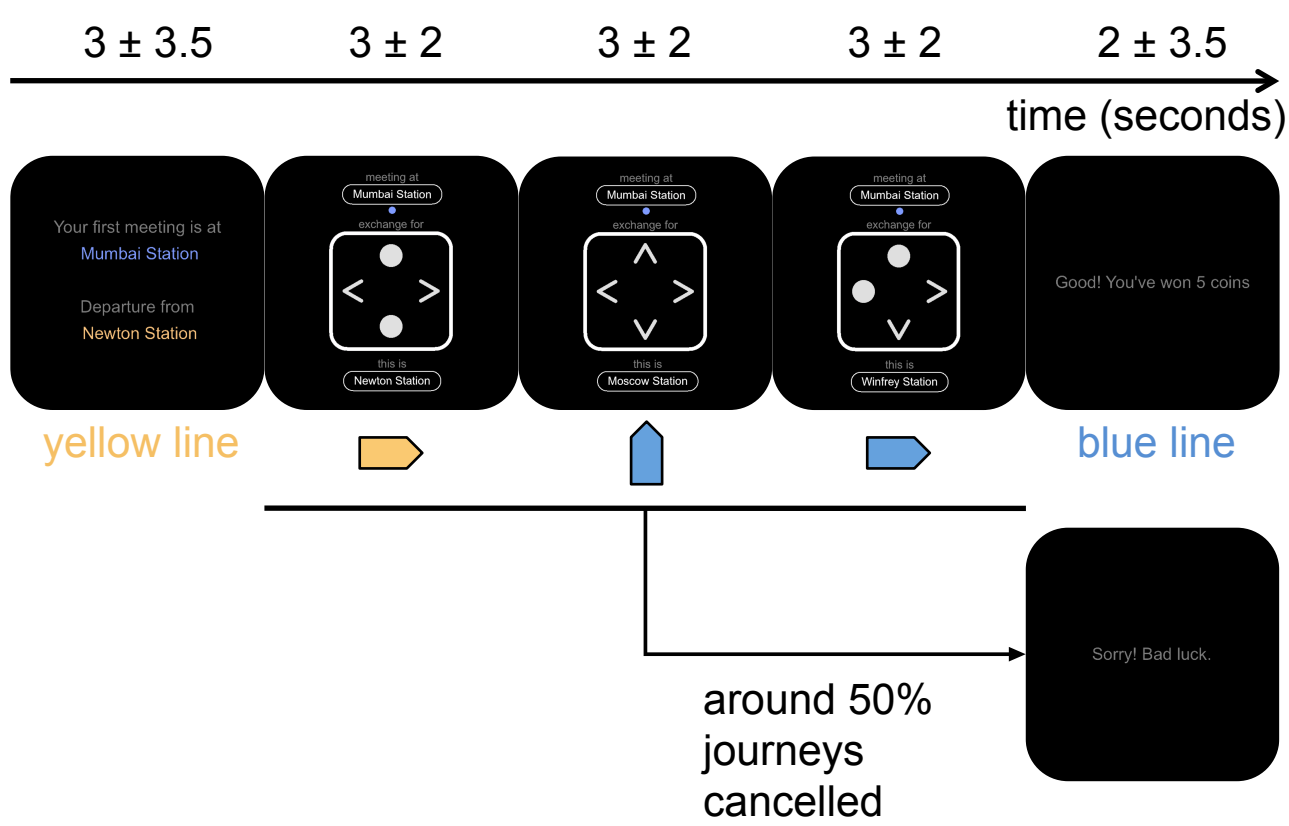 3 ± 3.5
3 ± 2
3 ± 2
3 ± 2
2 ± 3.5
time (seconds)
Your first meeting is at
Mumbai Station
Departure from
Newton Station
meeting at
Mumbai Station
exchange for
this is
Newton Station
meeting at
Mumbai Station
exchange for
this is
Moscow Station
meeting at
Mumbai Station
exchange for
this is
Winfrey Station
Good! You've won 5 coins
yellow line
blue line
Sorry! Bad luck.
around 50%
journeys
cancelled